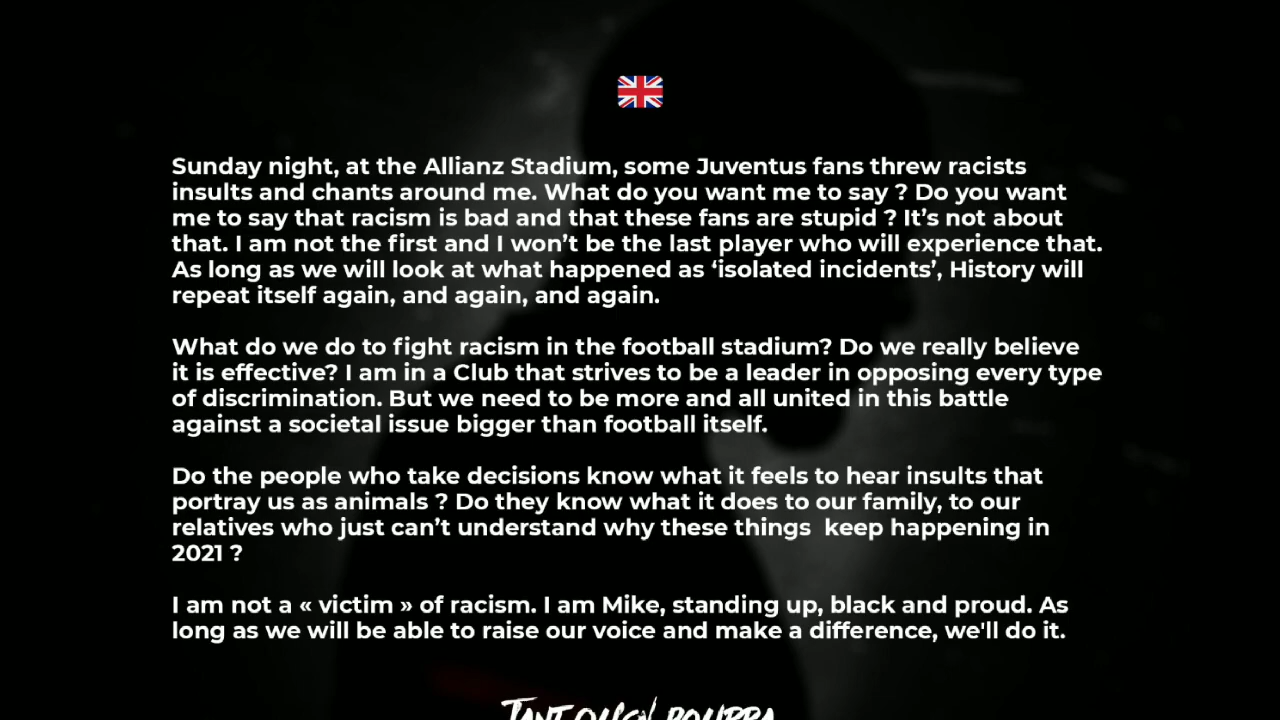 Sunday night, at the Allianz Stadium, some Juventus fans threw racists
insults and chants around me. What do you want me to say ? Do you want
me to say that racism is bad and that these fans are stupid ? It’s not about
that. I am not the first and I won’t be the last player who will experience that.
As long as we will look at what happened as ‘isolated incidents’, History will
repeat itself again, and again, and again.
What do we do to fight racism in the football stadium? Do we really believe
it is effective? I am in a Club that strives to be a leader in opposing every type
of discrimination. But we need to be more and all united in this battle
against a societal issue bigger than football itself.
Do the people who take decisions know what it feels to hear insults that
portray us as animals ? Do they know what it does to our family, to our
relatives who just can’t understand why these things  keep happening in
2021 ?
I am not a « victim » of racism. I am Mike, standing up, black and proud. As
long as we will be able to raise our voice and make a difference, we'll do it.